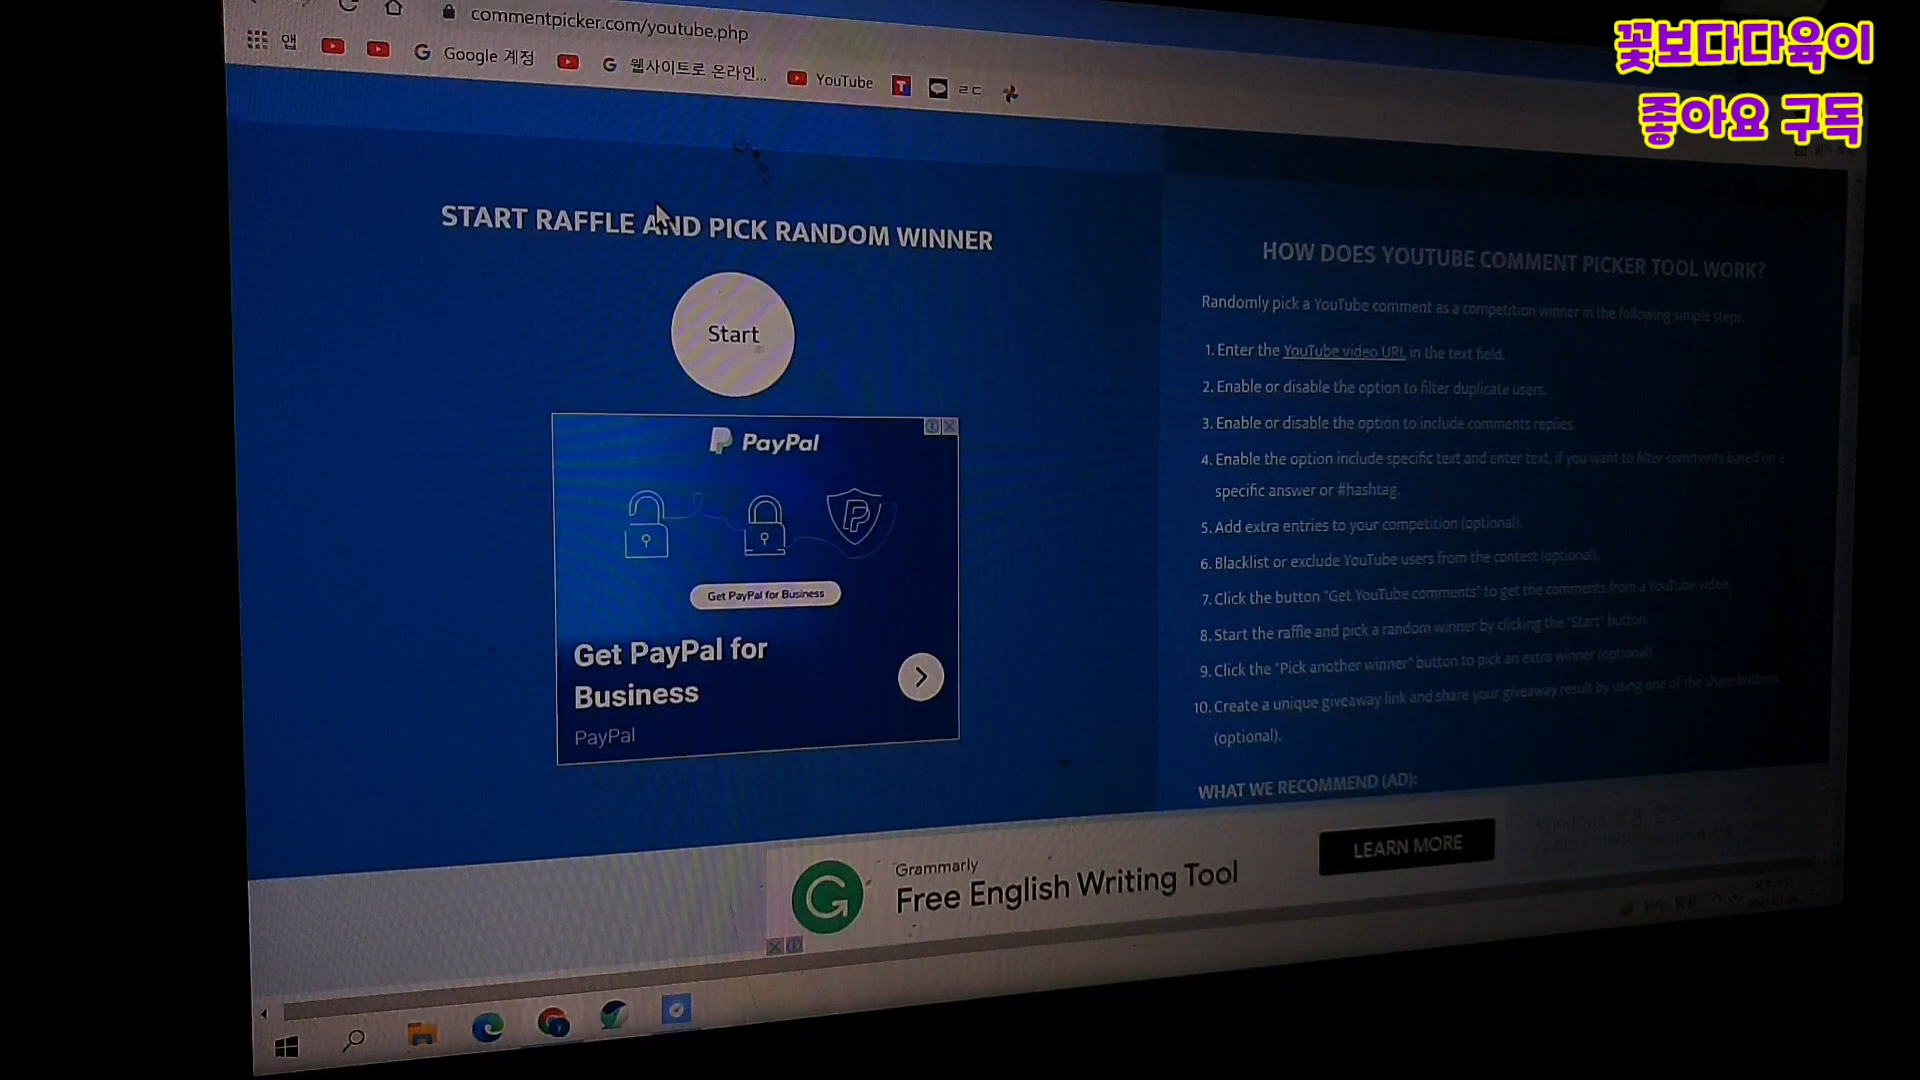 꽃보다다육이
좋아요 구독
commentpicker.com/youtube.php
앱
Google 계정
웹사이트로 온라인...
YouTube
ㄹㄷ
START RAFFLE AND PICK RANDOM WINNER
Start
PayPal
Get PayPal for Business
Get PayPal for
Business
PayPal
HOW DOES YOUTUBE COMMENT PICKER TOOL WORK?
Randomly pick a YouTube comment as a competition winner in the following simple steps.
1. Enter the YouTube video URL in the text field.
2. Enable or disable the option to filter duplicate users.
3. Enable or disable the option to include comments replies.
4. Enable the option include specific text and enter text, if you want to filter comments based on a
specific answer or #hashtag.
5. Add extra entries to your competition (optional).
6. Blacklist or exclude YouTube users from the contest (optional).
7. Click the button "Get YouTube comments" to get the comments from a YouTube video.
8. Start the raffle and pick a random winner by clicking the "Start" button.
9. Click the "Pick another winner" button to pick an extra winner (optional).
10. Create a unique giveaway link and share your giveaway result by using one of the share buttons
(optional).
WHAT WE RECOMMEND (AD):
Grammarly
Free English Writing Tool
LEARN MORE